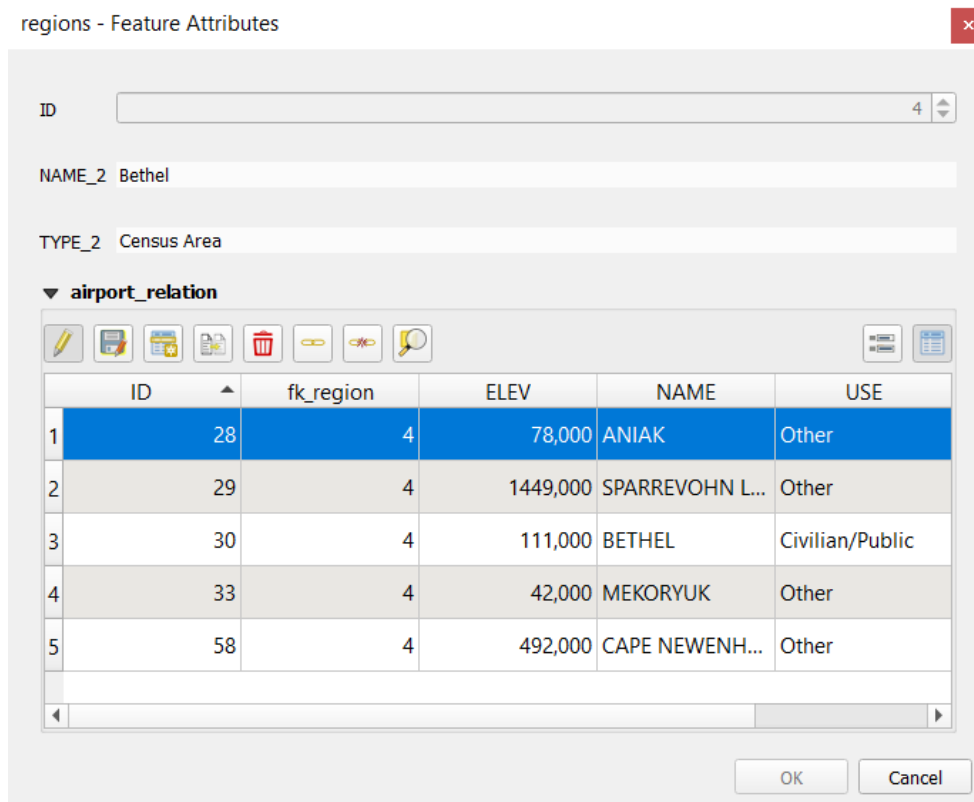 regions - Feature Attributes
ID 4
NAME_2 Bethel
TYPE_2 Census Area
airport_relation
ID fk_region ELEV NAME USE
1 28 4 78,000 ANIAK Other
2 29 4 1449,000 SPARREVOHN L... Other
3 30 4 111,000 BETHEL Civilian/Public
4 33 4 42,000 MEKORYUK Other
5 58 4 492,000 CAPE NEWENH... Other
OK Cancel